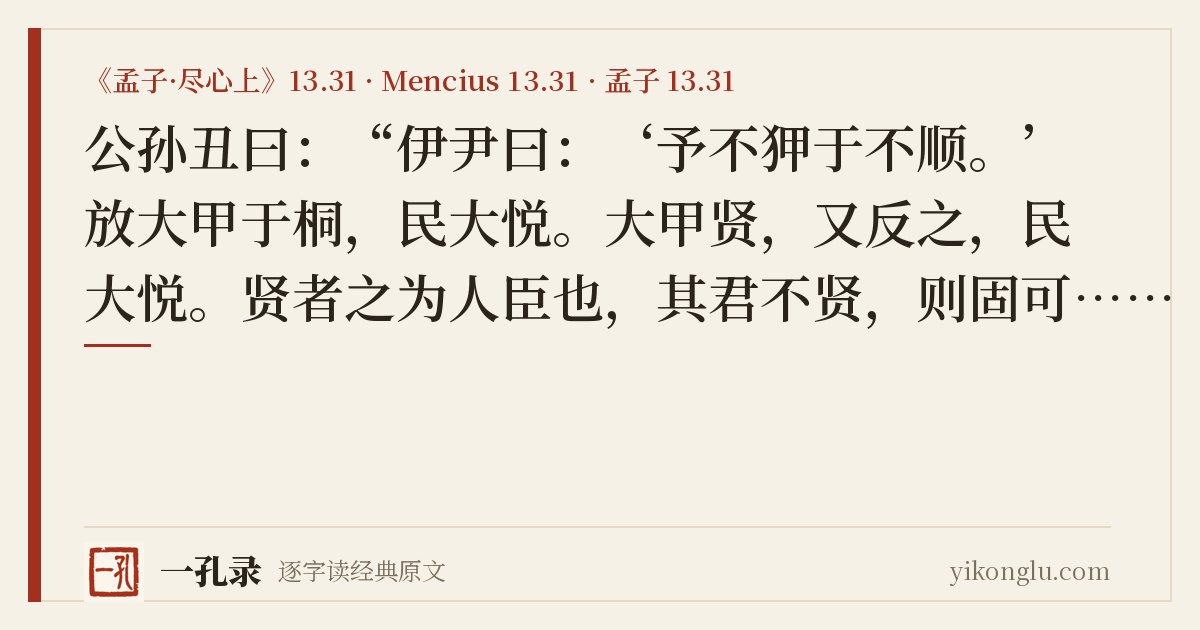 《孟子·尽心上》13.31 · Mencius 13.31 · 孟子 13.31
公孙丑曰：“伊尹曰：‘予不狎于不顺。’
放大甲于桐，民大悦。大甲贤，又反之，民
大悦。贤者之为人臣也，其君不贤，则固可……
一孔
一孔录 逐字读经典原文 yikonglu.com